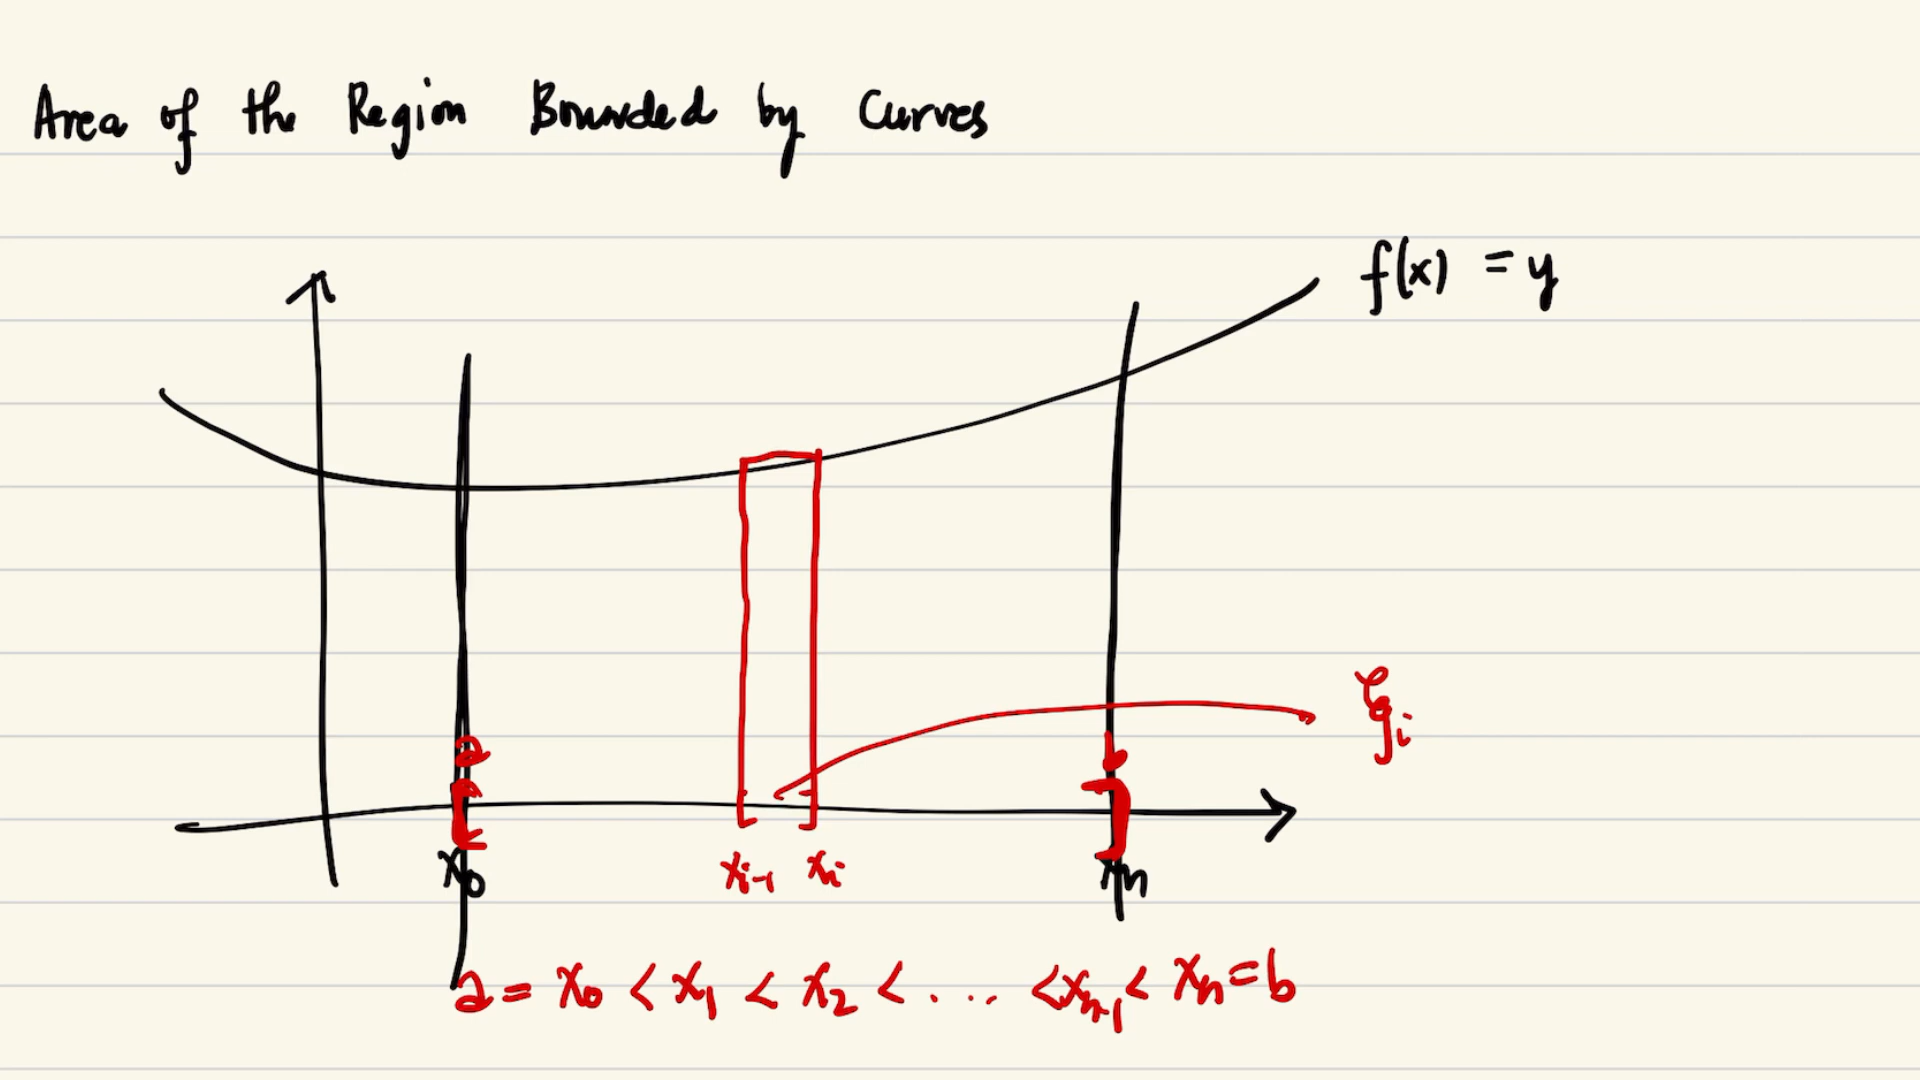 Area of the Region Bounded by Curves
f(x) = y
ξi
a
b
x0
xi-1
xi
xn
a = x0 < x1 < x2 < . ... < xn-1 < xn = b